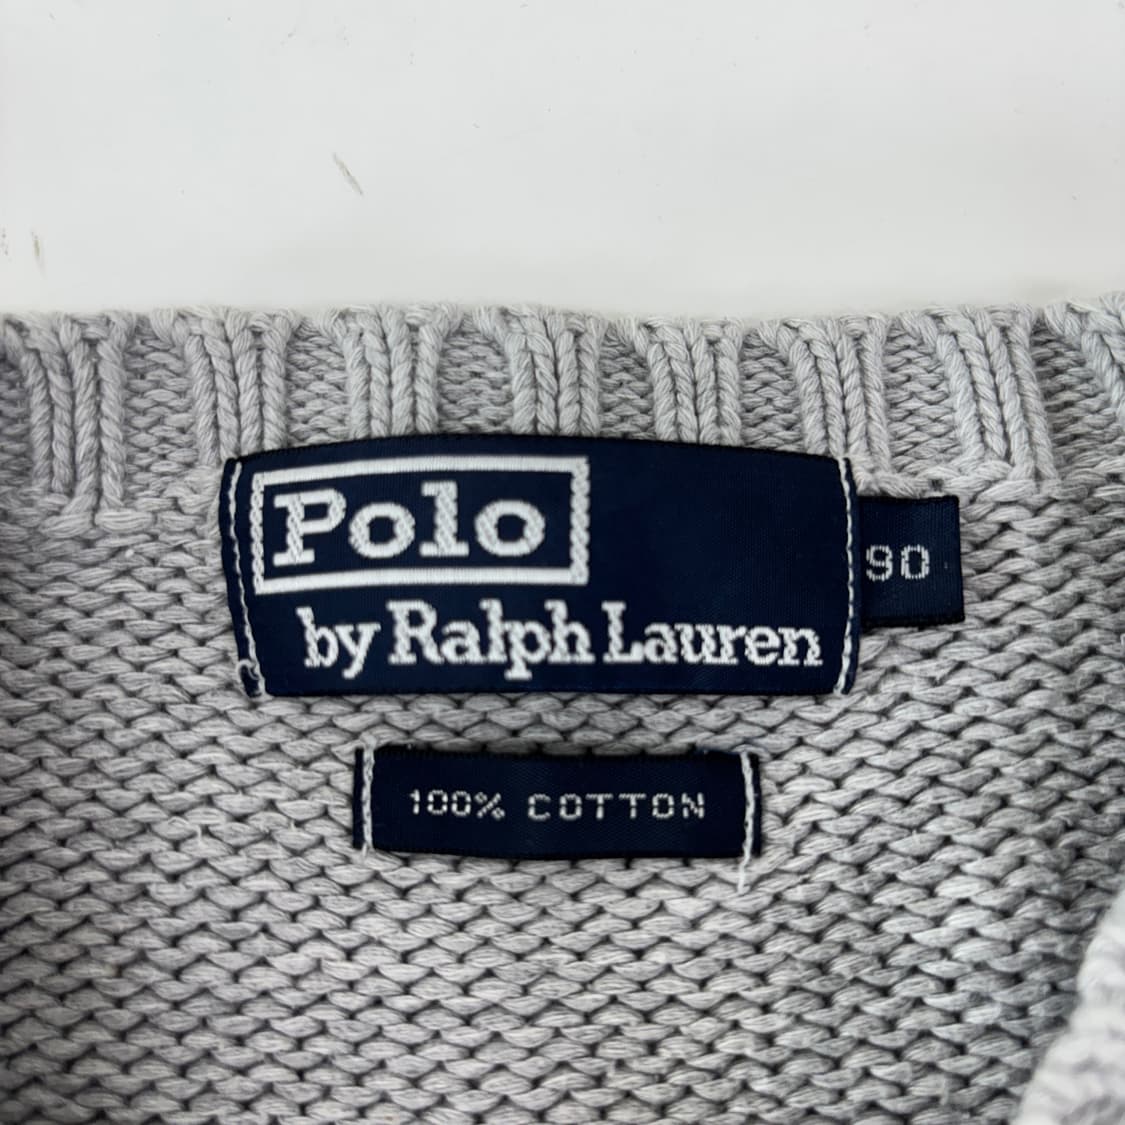 Polo
by Ralph Lauren
90
100% COTTON